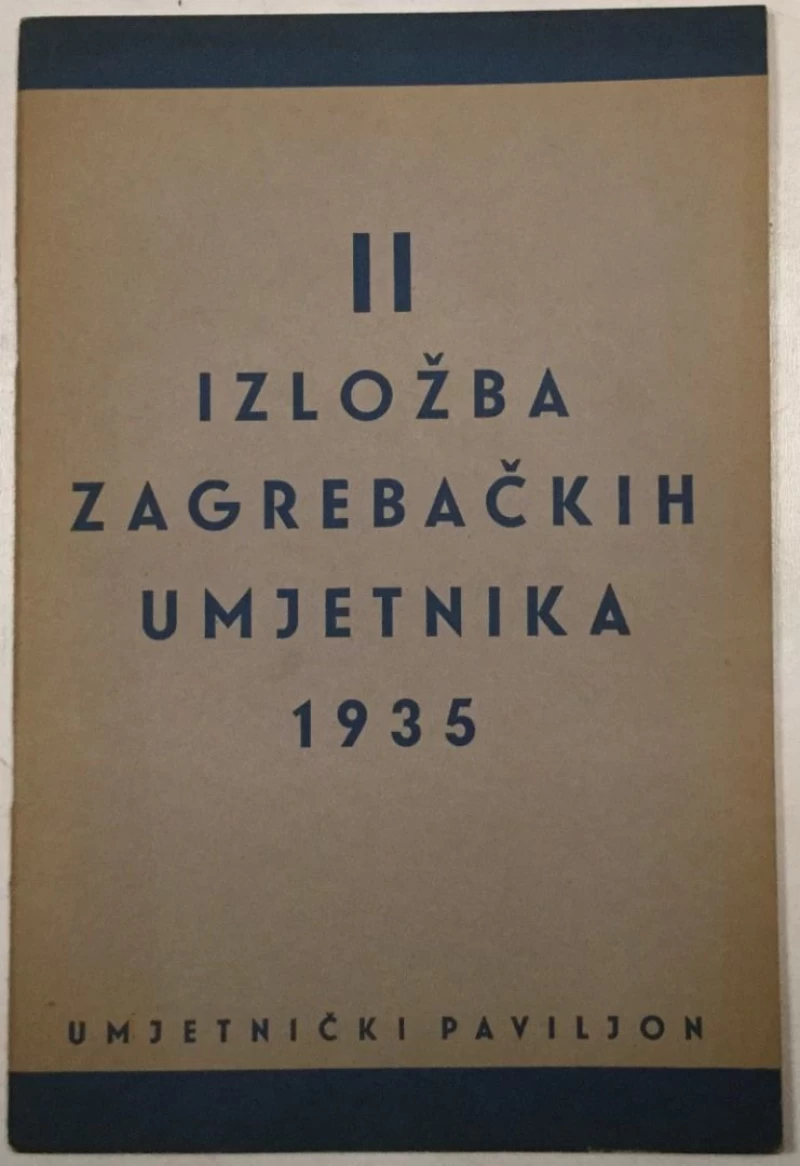 II
IZLOŽBA
ZAGREBAČKIH
UMJETNIKA
1935
UMJETNIČKI PAVILJON